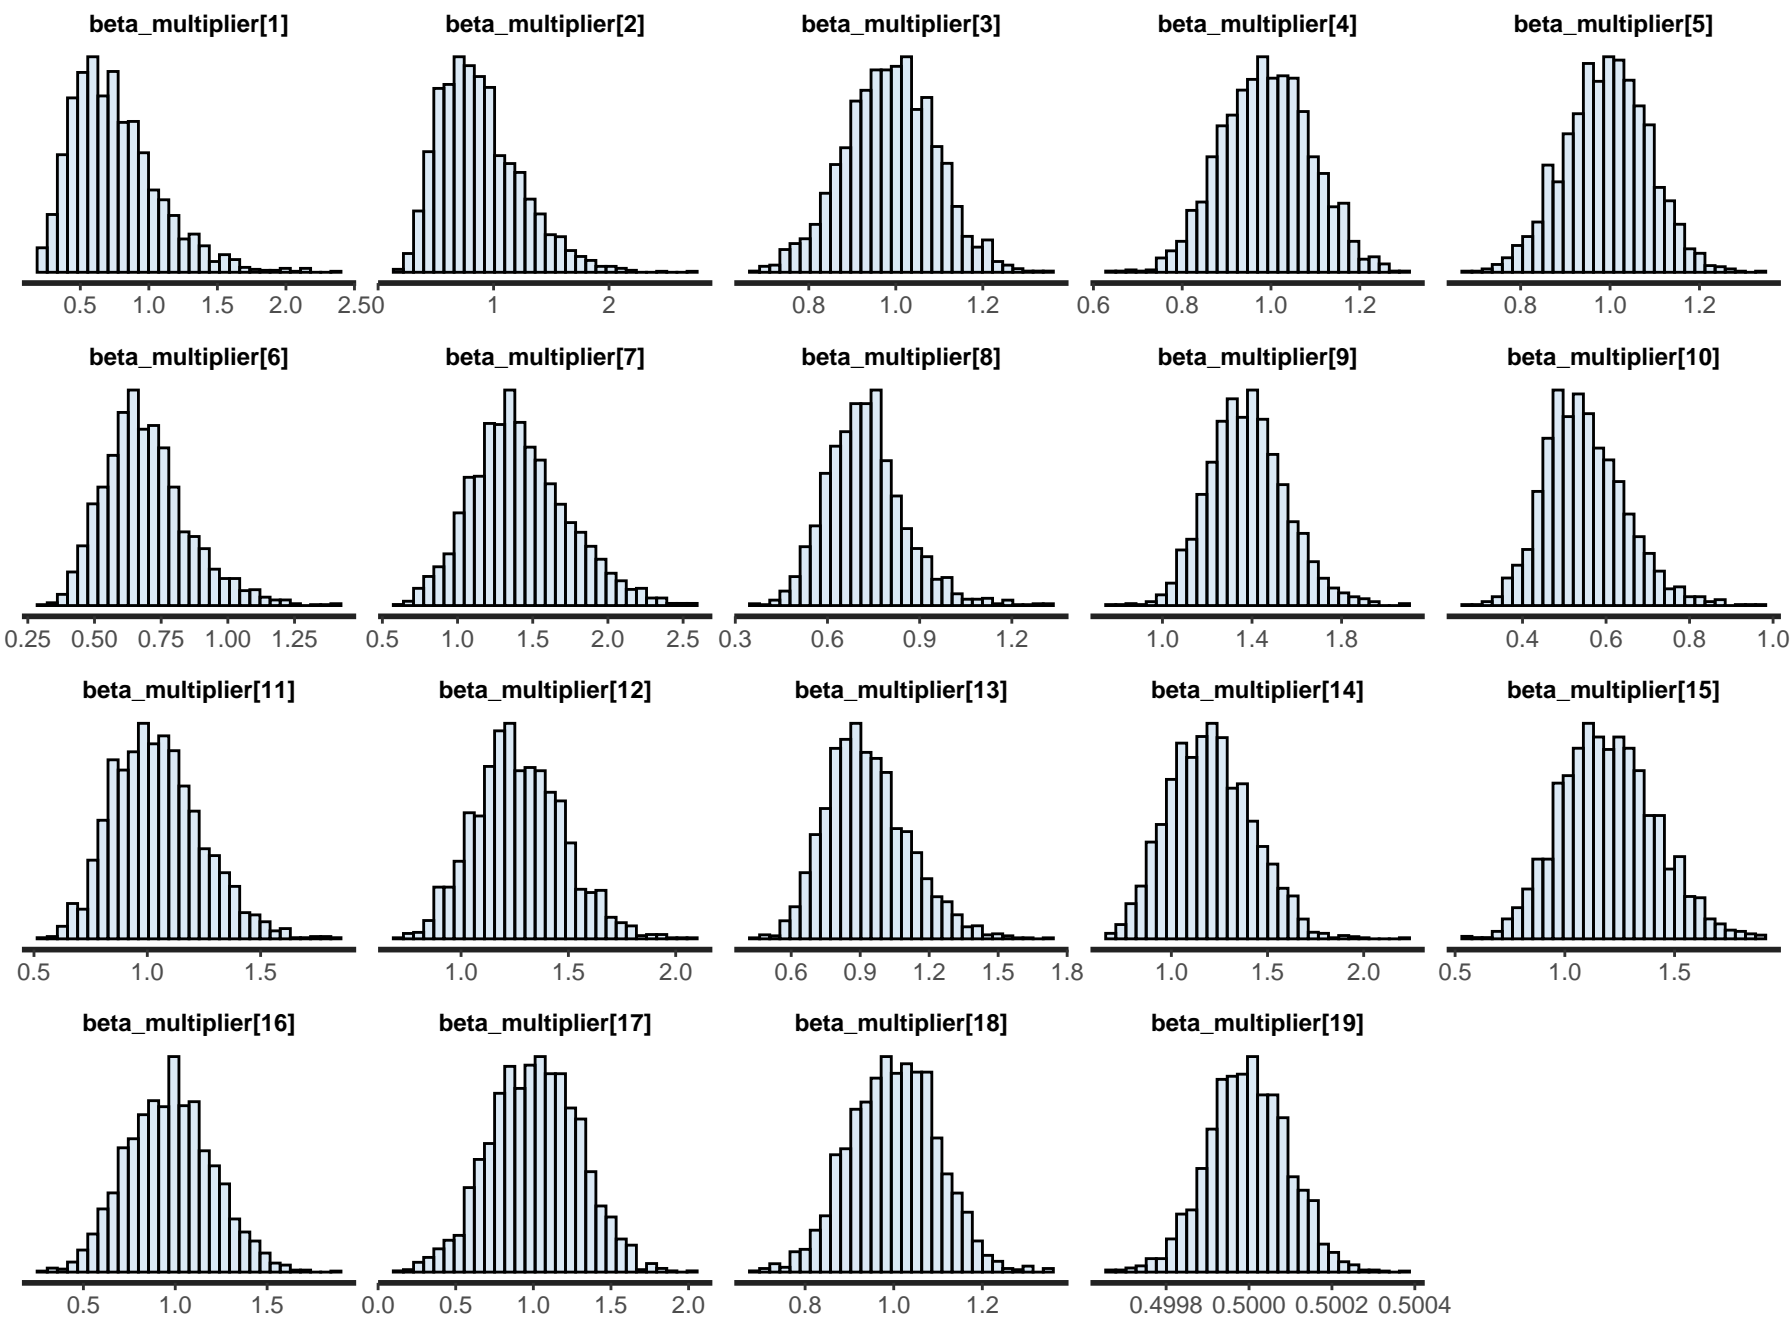 beta_multiplier[1] beta_multiplier[2] beta_multiplier[3] beta_multiplier[4] beta_multiplier[5]
0.5 1.0 1.5 2.0 2.5 0 1 2 0.8 1.0 1.2 0.6 0.8 1.0 1.2 0.8 1.0 1.2
beta_multiplier[6] beta_multiplier[7] beta_multiplier[8] beta_multiplier[9] beta_multiplier[10]
0.25 0.50 0.75 1.00 1.25 0.5 1.0 1.5 2.0 2.5 0.3 0.6 0.9 1.2 1.0 1.4 1.8 0.4 0.6 0.8 1.0
beta_multiplier[11] beta_multiplier[12] beta_multiplier[13] beta_multiplier[14] beta_multiplier[15]
0.5 1.0 1.5 1.0 1.5 2.0 0.6 0.9 1.2 1.5 1.8 1.0 1.5 2.0 0.5 1.0 1.5
beta_multiplier[16] beta_multiplier[17] beta_multiplier[18] beta_multiplier[19]
0.5 1.0 1.5 0.0 0.5 1.0 1.5 2.0 0.8 1.0 1.2 0.4998 0.5000 0.5002 0.5004